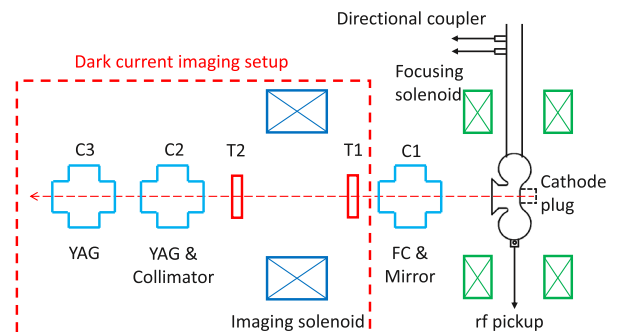 Directional coupler
Dark current imaging setup
Focusing
solenoid
C3
C2
T2
T1
C1
Cathode
plug
YAG
YAG &
Collimator
FC &
Mirror
Imaging solenoid
rf pickup